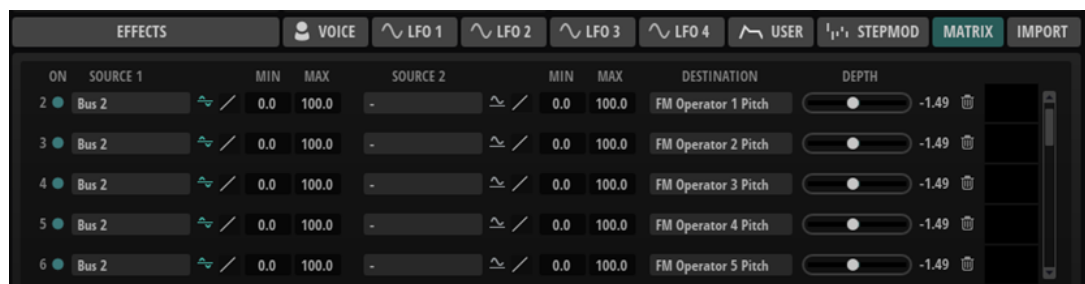 EFFECTS VOICE LFO 1 LFO 2 LFO 3 LFO 4 USER STEPMOD MATRIX IMPORT
ON SOURCE 1 MIN MAX SOURCE 2 MIN MAX DESTINATION DEPTH
2 Bus 2 0.0 100.0 - 0.0 100.0 FM Operator 1 Pitch -1.49
3 Bus 2 0.0 100.0 - 0.0 100.0 FM Operator 2 Pitch -1.49
4 Bus 2 0.0 100.0 - 0.0 100.0 FM Operator 3 Pitch -1.49
5 Bus 2 0.0 100.0 - 0.0 100.0 FM Operator 4 Pitch -1.49
6 Bus 2 0.0 100.0 - 0.0 100.0 FM Operator 5 Pitch -1.49